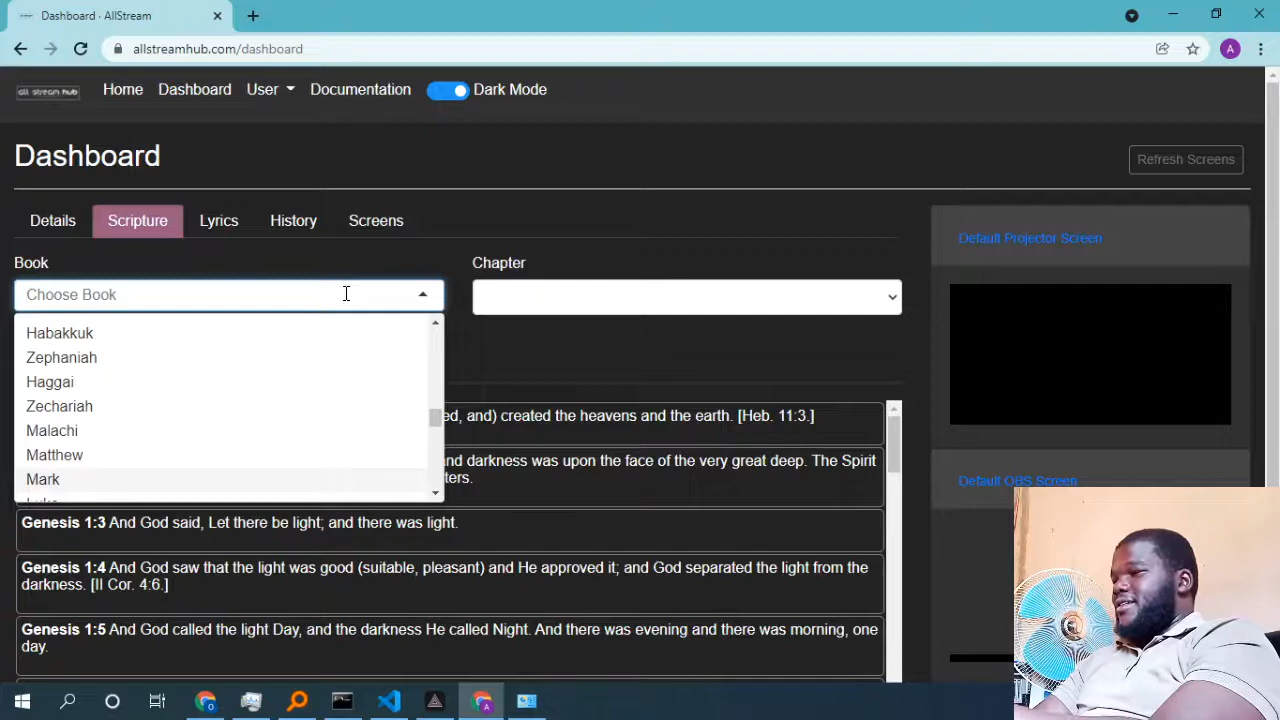 Dashboard · AllStream
allstreamhub.com/dashboard
A
all stream hub
Home Dashboard User Documentation Dark Mode
Dashboard
Refresh Screens
Details Scripture Lyrics History Screens
Book
Chapter
Choose Book
Habakkuk
Zephaniah
Haggai
Zechariah
Malachi
Matthew
Mark
ed, and) created the heavens and the earth. [Heb. 11:3.]
and darkness was upon the face of the very great deep. The Spirit
ters.
Genesis 1:3 And God said, Let there be light; and there was light.
Genesis 1:4 And God saw that the light was good (suitable, pleasant) and He approved it; and God separated the light from the
darkness. [II Cor. 4:6.]
Genesis 1:5 And God called the light Day, and the darkness He called Night. And there was evening and there was morning, one
day.
Default Projector Screen
Default OBS Screen